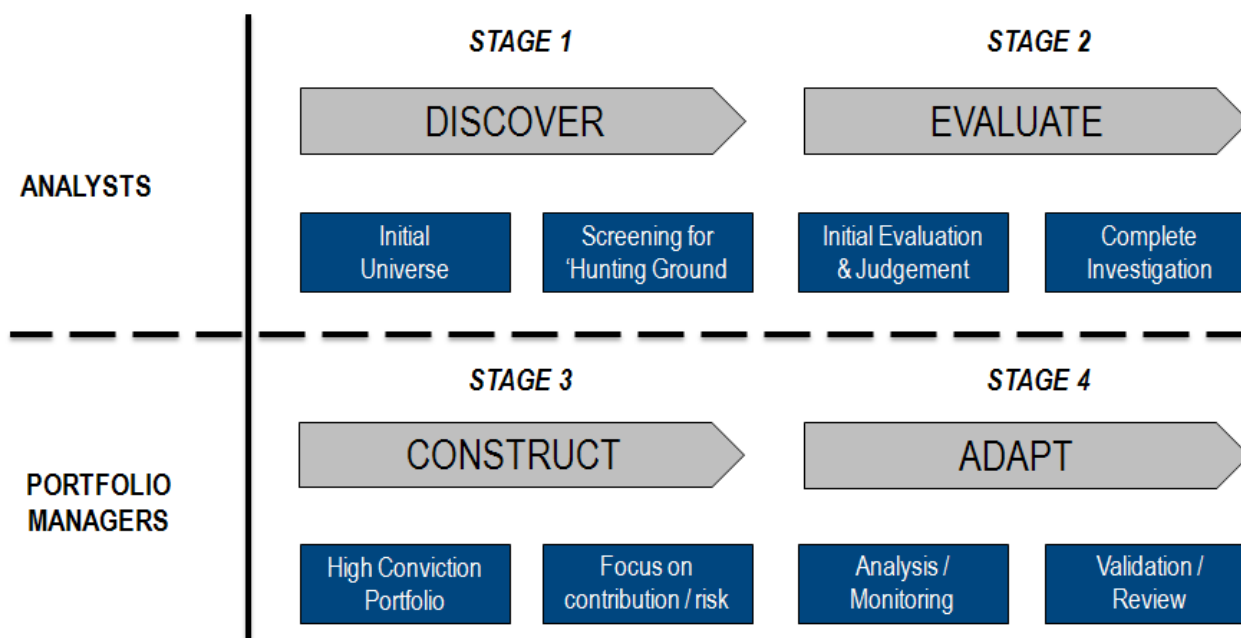 STAGE 1
STAGE 2
DISCOVER
EVALUATE
ANALYSTS
Initial
Universe
Screening for
‘Hunting Ground
Initial Evaluation
& Judgement
Complete
Investigation
STAGE 3
STAGE 4
CONSTRUCT
ADAPT
PORTFOLIO
MANAGERS
High Conviction
Portfolio
Focus on
contribution / risk
Analysis /
Monitoring
Validation /
Review